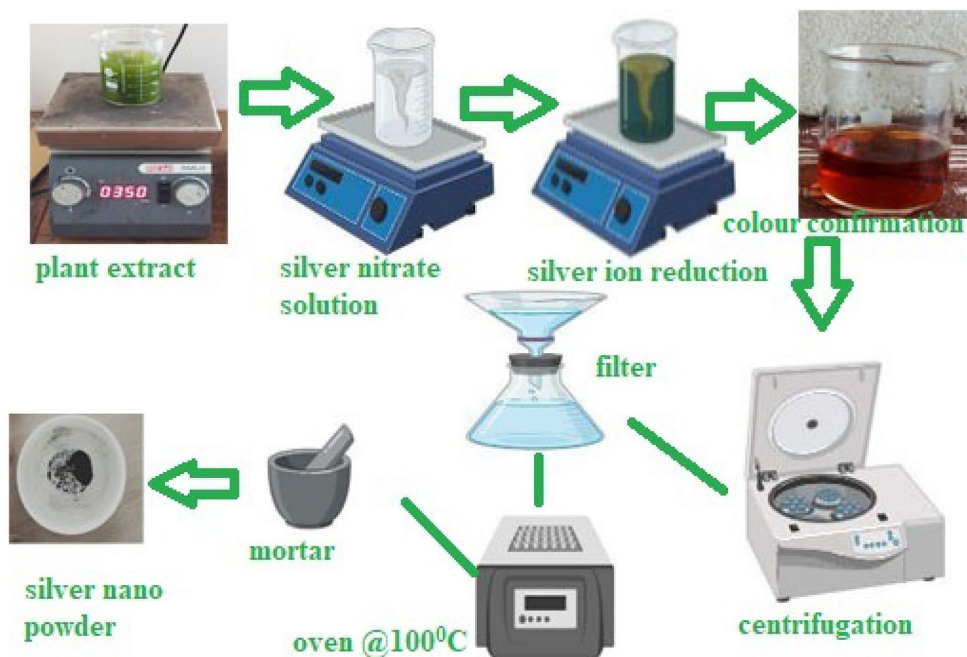 0350
plant extract
silver nitrate
solution
silver ion reduction
colour confirmation
filter
centrifugation
oven @100⁰C
mortar
silver nano
powder